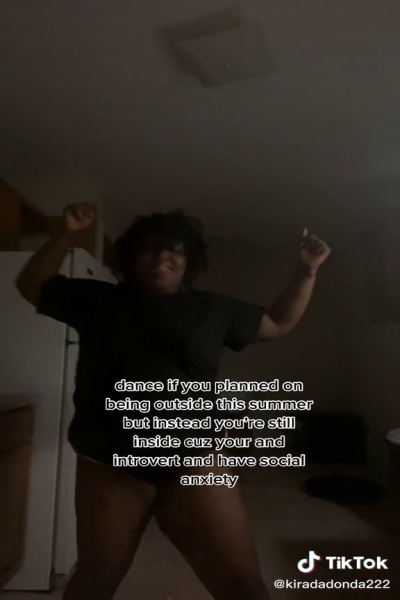 dance if you planned on
being outside this summer
but instead you're still
inside cuz your and
introvert and have social
anxiety
TikTok
@kiradadonda222